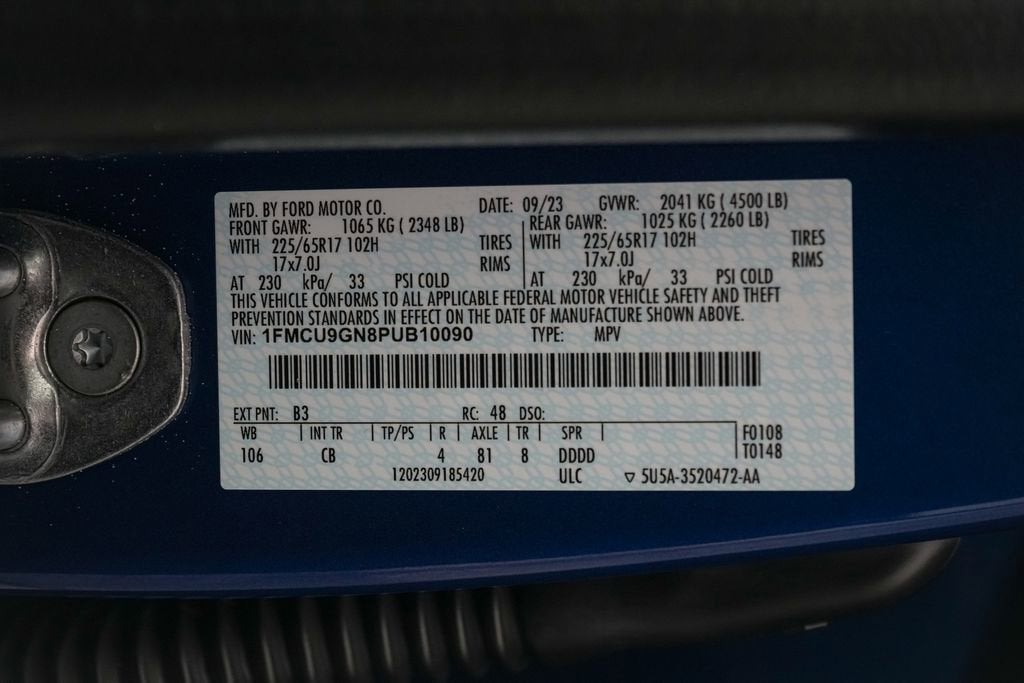 MFD. BY FORD MOTOR CO. DATE: 09/23 GVWR: 2041 KG ( 4500 LB)
FRONT GAWR: 1065 KG ( 2348 LB) REAR GAWR: 1025 KG ( 2260 LB)
WITH 225/65R17 102H TIRES WITH 225/65R17 102H TIRES
17x7.0J RIMS 17x7.0J RIMS
AT 230 kPa/ 33 PSI COLD AT 230 kPa/ 33 PSI COLD
THIS VEHICLE CONFORMS TO ALL APPLICABLE FEDERAL MOTOR VEHICLE SAFETY AND THEFT
PREVENTION STANDARDS IN EFFECT ON THE DATE OF MANUFACTURE SHOWN ABOVE.
VIN: 1FMCU9GN8PUB10090 TYPE: MPV
EXT PNT: B3 RC: 48 DSO:
WB INT TR TP/PS R AXLE TR SPR F0108
106 CB 4 81 8 DDDD T0148
1202309185420 ULC 5U5A-3520472-AA